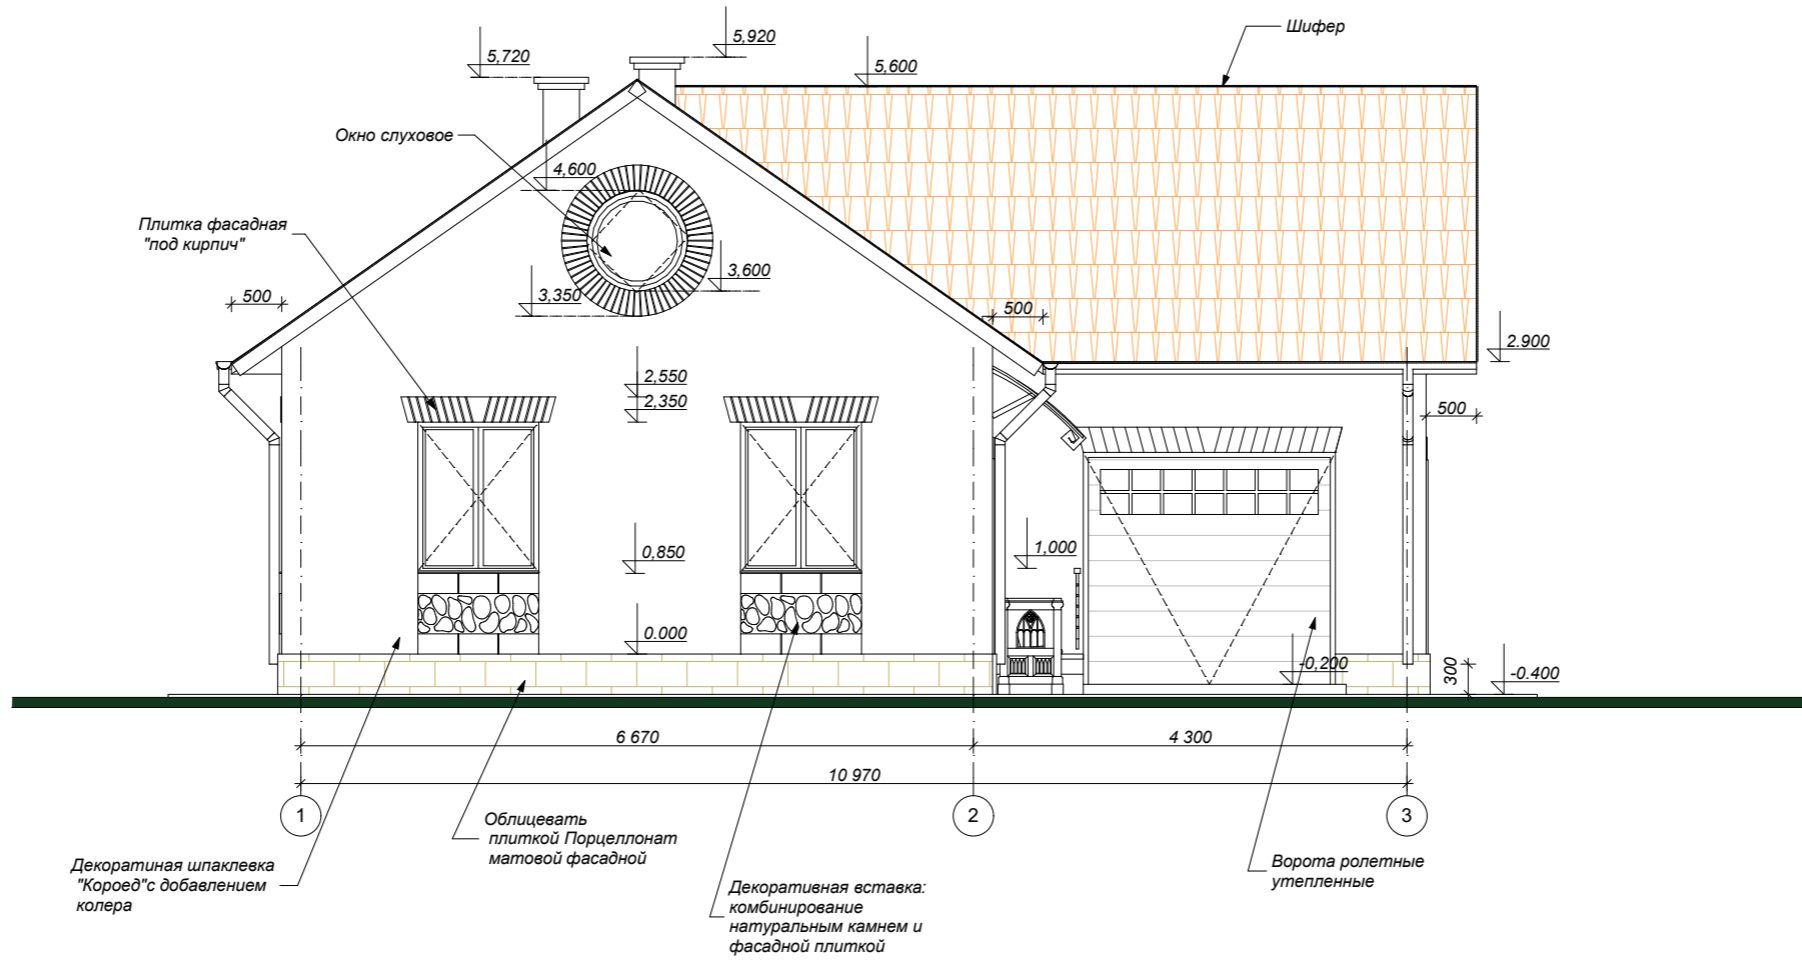 5,920
Шифер
5,720
5,600
Окно слуховое
4,600
Плитка фасадная
"под кирпич"
3,600
500
3,350
500
2.900
2,550
2,350
500
0,850
1,000
0.000
-0,200
300
-0.400
6 670
4 300
10 970
1
2
3
Облицевать
плиткой Порцеллонат
матовой фасадной
Декоратиная шпаклевка
"Короед"с добавлением
колера
Ворота ролетные
утепленные
Декоративная вставка:
комбинирование
натуральным камнем и
фасадной плиткой